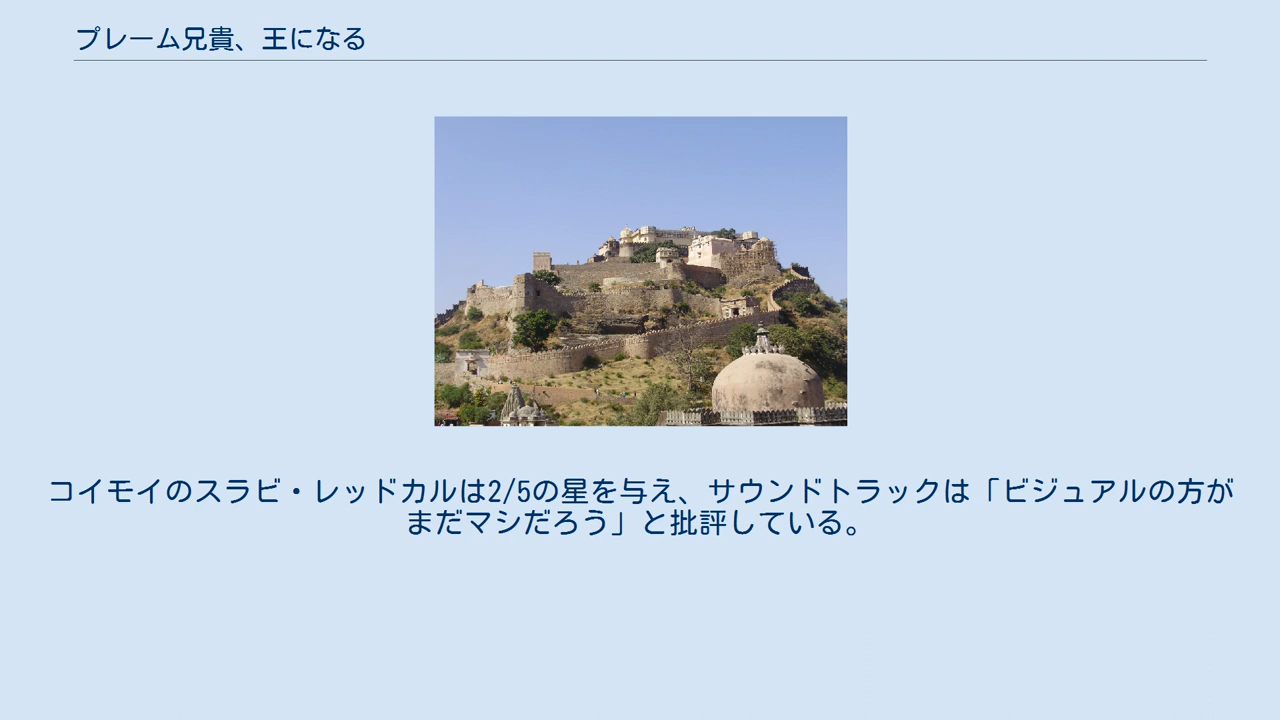 プレーム兄貴、王になる
コイモイのスラビ・レッドカルは2/5の星を与え、サウンドトラックは「ビジュアルの方が
まだマシだろう」と批評している。